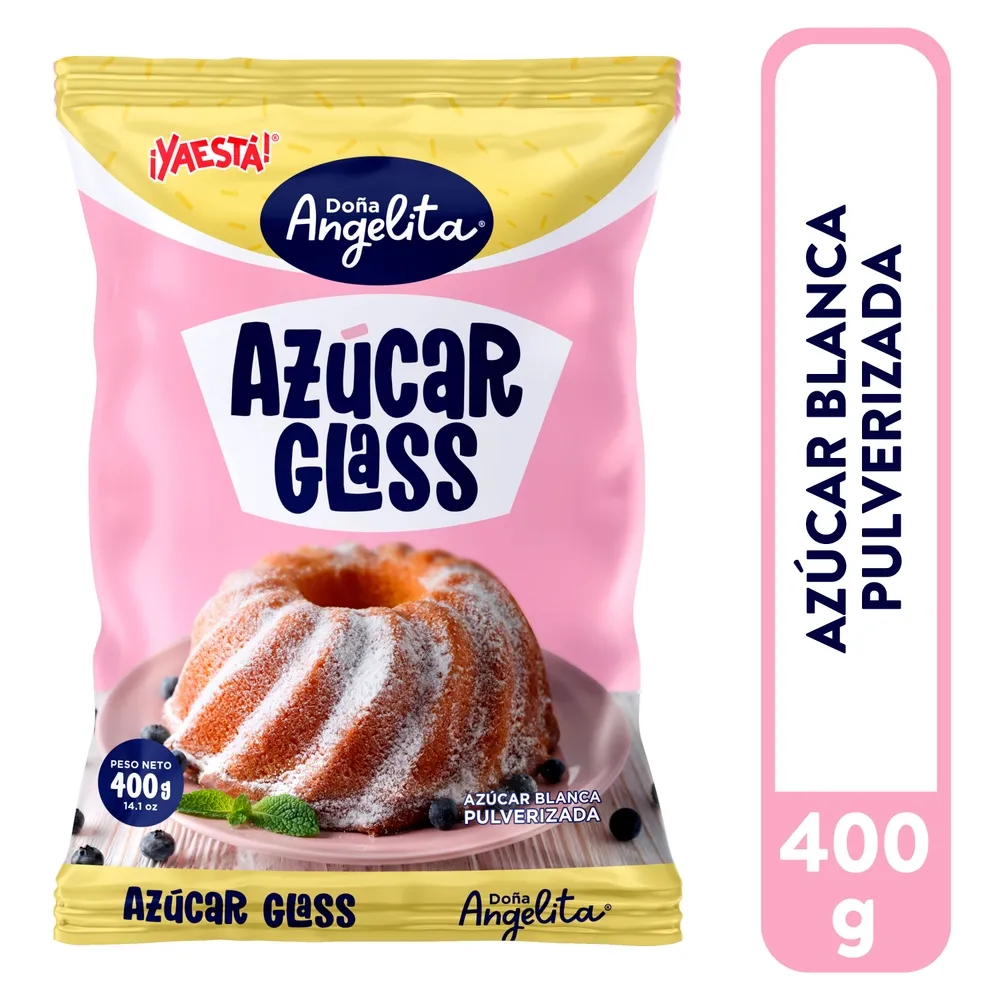 ¡YAESTÁ!®
Doña
Angelita®
AZÚCAR
GLASS
PESO NETO
400g
14.1 oz
AZÚCAR BLANCA
PULVERIZADA
AZÚCAR GLASS
Doña
Angelita®
AZÚCAR BLANCA
PULVERIZADA
400
g